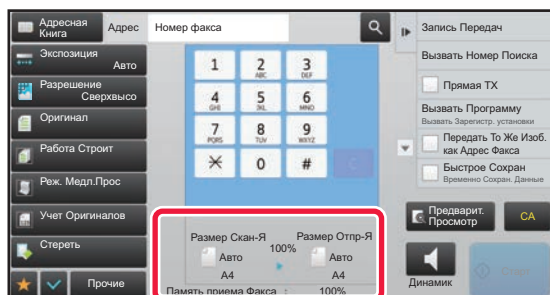 Адресная
Книга
Адрес
Номер факса
Экспозиция
Авто
Разрешение
Сверхвысо
Оригинал
Работа Строит
Реж. Медл.Прос
Учет Оригиналов
Стереть
Прочие
1
2
ABC
3
DEF
4
GHI
5
JKL
6
MNO
7
PQRS
8
TUV
9
WXYZ
0
#
C
Размер Скан-Я
100%
Размер Отпр-Я
Авто
A4
Авто
A4
Память приема Факса : 100%
Запись Передач
Вызвать Номер Поиска
Прямая TX
Вызвать Программу
Вызвать Зарегистр. установки
Передать То Же Изоб.
как Адрес Факса
Быстрое Сохран
Временно Сохран. Данные
Предварит.
Просмотр
CA
Динамик
Старт